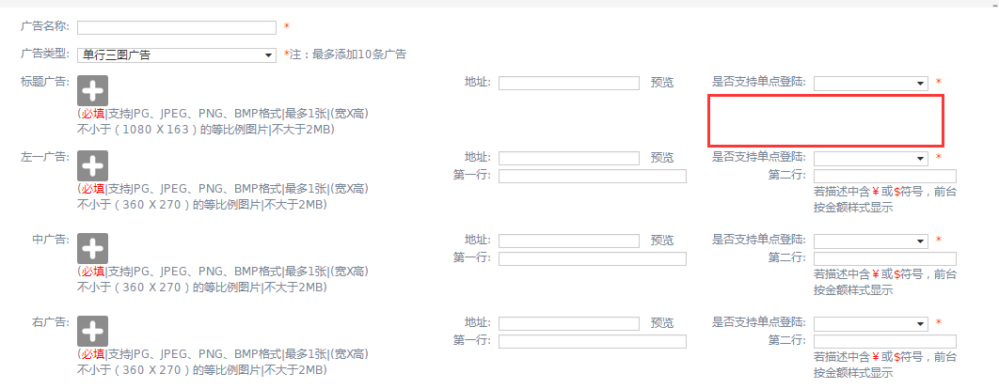 广告名称: *
广告类型: 单行三图广告 *注：最多添加10条广告
标题广告: 地址: 预览 是否支持单点登陆: *
(必填|支持JPG、JPEG、PNG、BMP格式|最多1张|(宽X高)
不小于（1080 X 163）的等比例图片|不大于2MB)
左一广告: 地址: 预览 是否支持单点登陆: *
第一行: 第二行:
(必填|支持JPG、JPEG、PNG、BMP格式|最多1张|(宽X高) 若描述中含¥或$符号，前台
不小于（360 X 270）的等比例图片|不大于2MB) 按金额样式显示
中广告: 地址: 预览 是否支持单点登陆: *
第一行: 第二行:
(必填|支持JPG、JPEG、PNG、BMP格式|最多1张|(宽X高) 若描述中含¥或$符号，前台
不小于（360 X 270）的等比例图片|不大于2MB) 按金额样式显示
右广告: 地址: 预览 是否支持单点登陆: *
第一行: 第二行:
(必填|支持JPG、JPEG、PNG、BMP格式|最多1张|(宽X高) 若描述中含¥或$符号，前台
不小于（360 X 270）的等比例图片|不大于2MB) 按金额样式显示